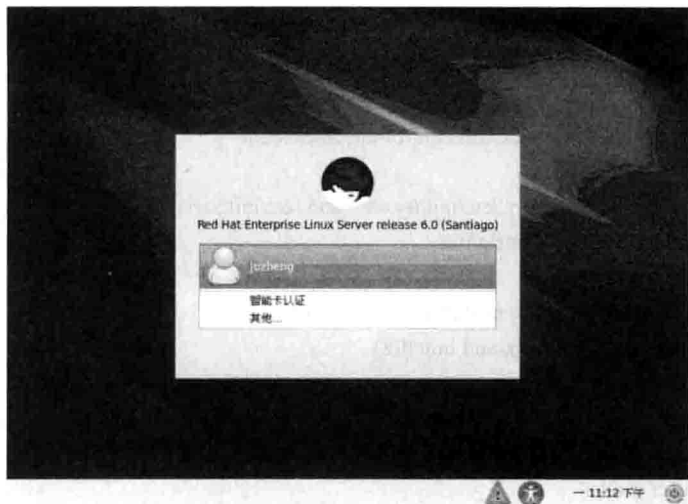 Red Hat Enterprise Linux Server release 6.0 (Santiago)
juzheng
智能卡认证
其他...
一 11:12 下午